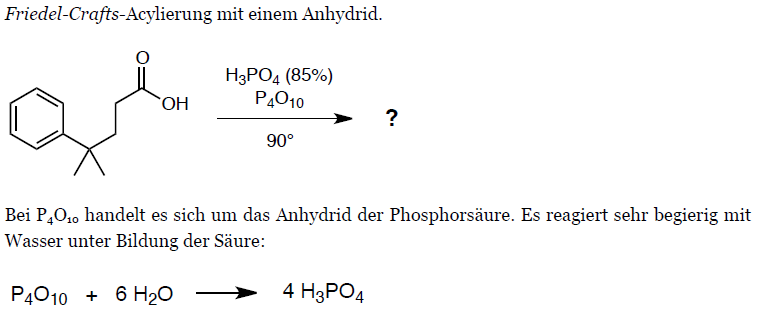 Friedel-Crafts-Acylierung mit einem Anhydrid.
O
OH
H₃PO₄ (85%)
P₄O₁₀
90°
?
Bei P₄O₁₀ handelt es sich um das Anhydrid der Phosphorsäure. Es reagiert sehr begierig mit
Wasser unter Bildung der Säure:
P₄O₁₀ + 6 H₂O ⟶ 4 H₃PO₄